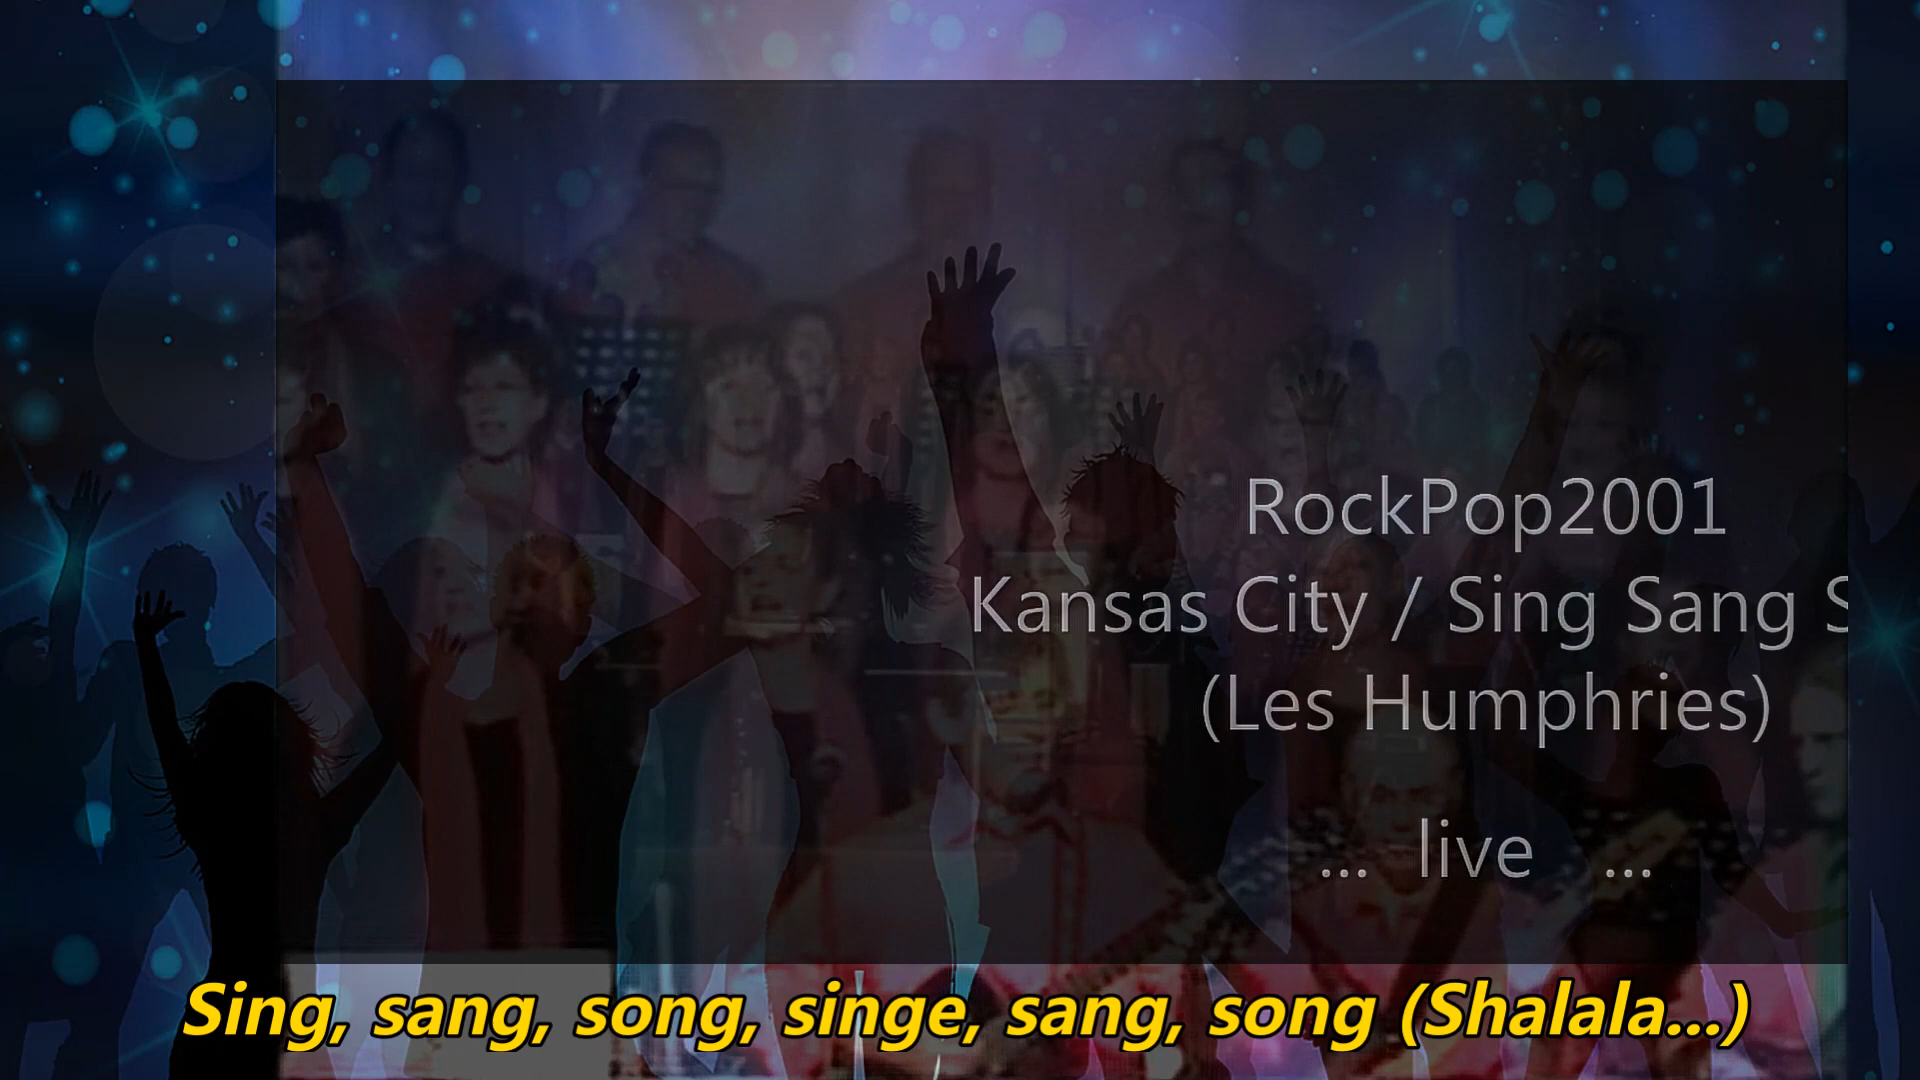 RockPop2001
Kansas City / Sing Sang S
(Les Humphries)
... live ...
Sing, sang, song, singe, sang, song (Shalala...)